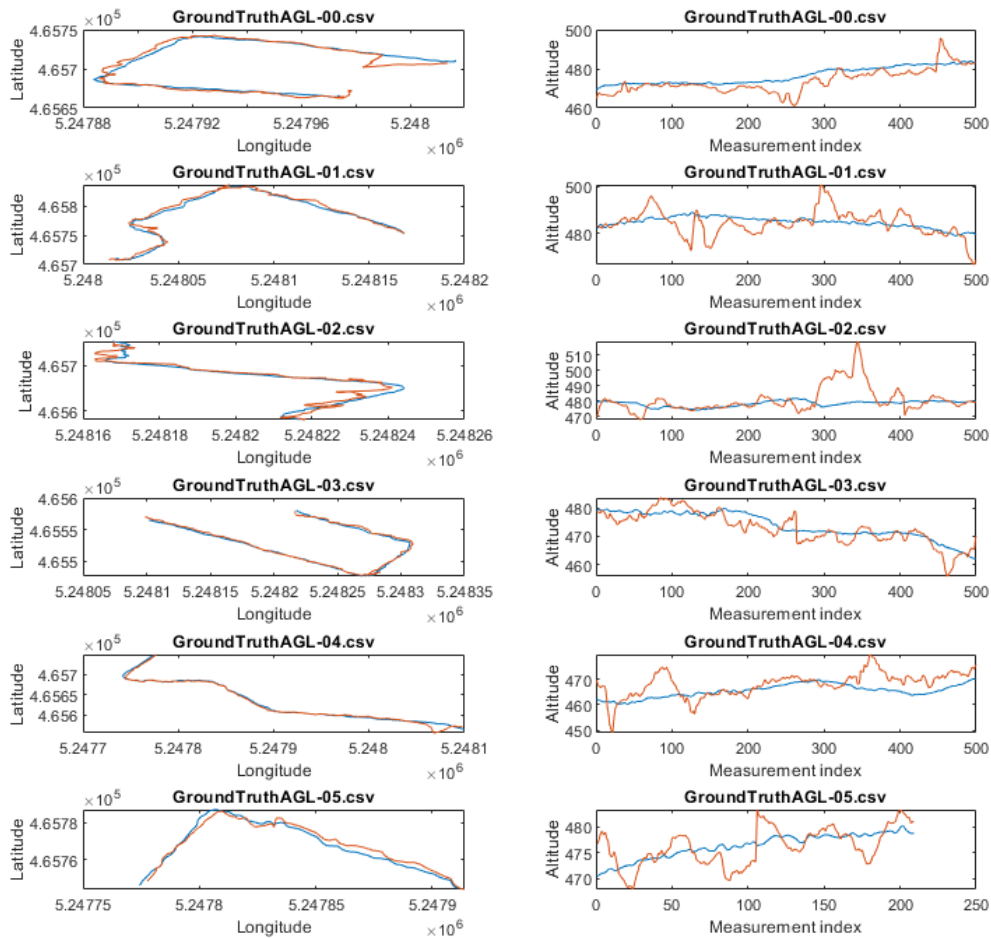 GroundTruthAGL-00.csv
×10^5
4.6575
4.657
4.6565
Latitude
5.24788 5.24792 5.24796 5.248
Longitude
×10^6
GroundTruthAGL-00.csv
500
480
460
Altitude
0 100 200 300 400 500
Measurement index
GroundTruthAGL-01.csv
×10^5
4.658
4.6575
4.657
Latitude
5.248 5.24805 5.2481 5.24815 5.2482
Longitude
×10^6
GroundTruthAGL-01.csv
500
480
Altitude
0 100 200 300 400 500
Measurement index
GroundTruthAGL-02.csv
×10^5
4.657
4.656
Latitude
5.24816 5.24818 5.2482 5.24822 5.24824 5.24826
Longitude
×10^6
GroundTruthAGL-02.csv
510
490
480
470
Altitude
0 100 200 300 400 500
Measurement index
GroundTruthAGL-03.csv
×10^5
4.656
4.6555
4.655
Latitude
5.24805 5.2481 5.24815 5.2482 5.24825 5.2483 5.24835
Longitude
×10^6
GroundTruthAGL-03.csv
480
470
460
Altitude
0 100 200 300 400 500
Measurement index
GroundTruthAGL-04.csv
×10^5
4.657
4.6565
4.656
Latitude
5.2477 5.2478 5.2479 5.248 5.2481
Longitude
×10^6
GroundTruthAGL-04.csv
470
460
450
Altitude
0 100 200 300 400 500
Measurement index
GroundTruthAGL-05.csv
×10^5
4.6578
4.6576
Latitude
5.24775 5.2478 5.24785 5.2479
Longitude
×10^6
GroundTruthAGL-05.csv
480
475
470
Altitude
0 50 100 150 200 250
Measurement index